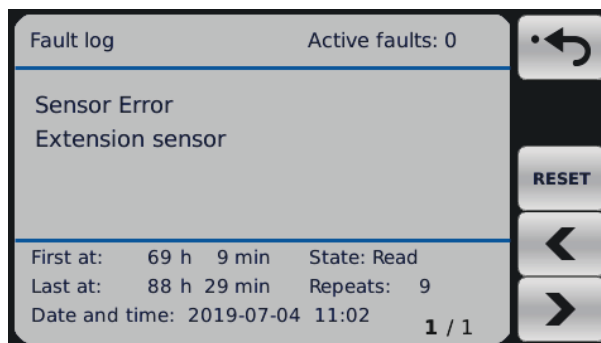 Fault log Active faults: 0
Sensor Error
Extension sensor
RESET
First at: 69 h 9 min State: Read
Last at: 88 h 29 min Repeats: 9
Date and time: 2019-07-04 11:02
1 / 1